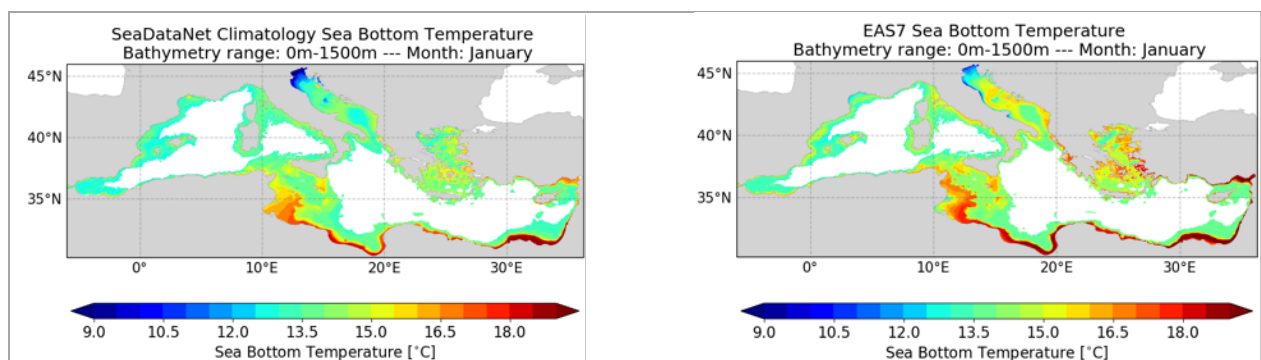 SeaDataNet Climatology Sea Bottom Temperature
Bathymetry range: 0m-1500m --- Month: January
45°N
40°N
35°N
0°
10°E
20°E
30°E
9.0
10.5
12.0
13.5
15.0
16.5
18.0
Sea Bottom Temperature [°C]
EAS7 Sea Bottom Temperature
Bathymetry range: 0m-1500m --- Month: January
45°N
40°N
35°N
0°
10°E
20°E
30°E
9.0
10.5
12.0
13.5
15.0
16.5
18.0
Sea Bottom Temperature [°C]